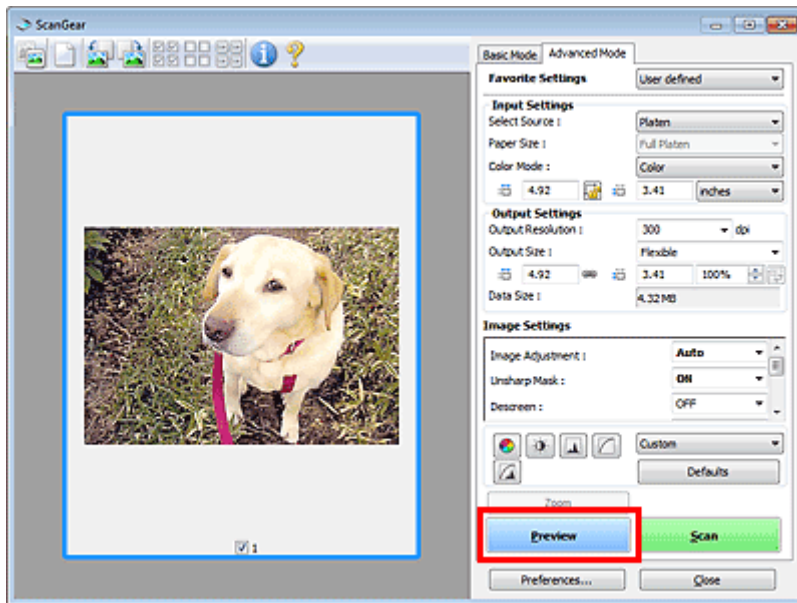 ScanGear
Basic Mode Advanced Mode
Favorite Settings User defined
Input Settings
Select Source : Platen
Paper Size : Full Platen
Color Mode : Color
4.92 3.41 inches
Output Settings
Output Resolution : 300 dpi
Output Size : Flexible
4.92 3.41 100%
Data Size : 4.32 MB
Image Settings
Image Adjustment : Auto
Unsharp Mask : ON
Descreen : OFF
Custom
Defaults
Zoom
Preview Scan
1
Preferences... Close